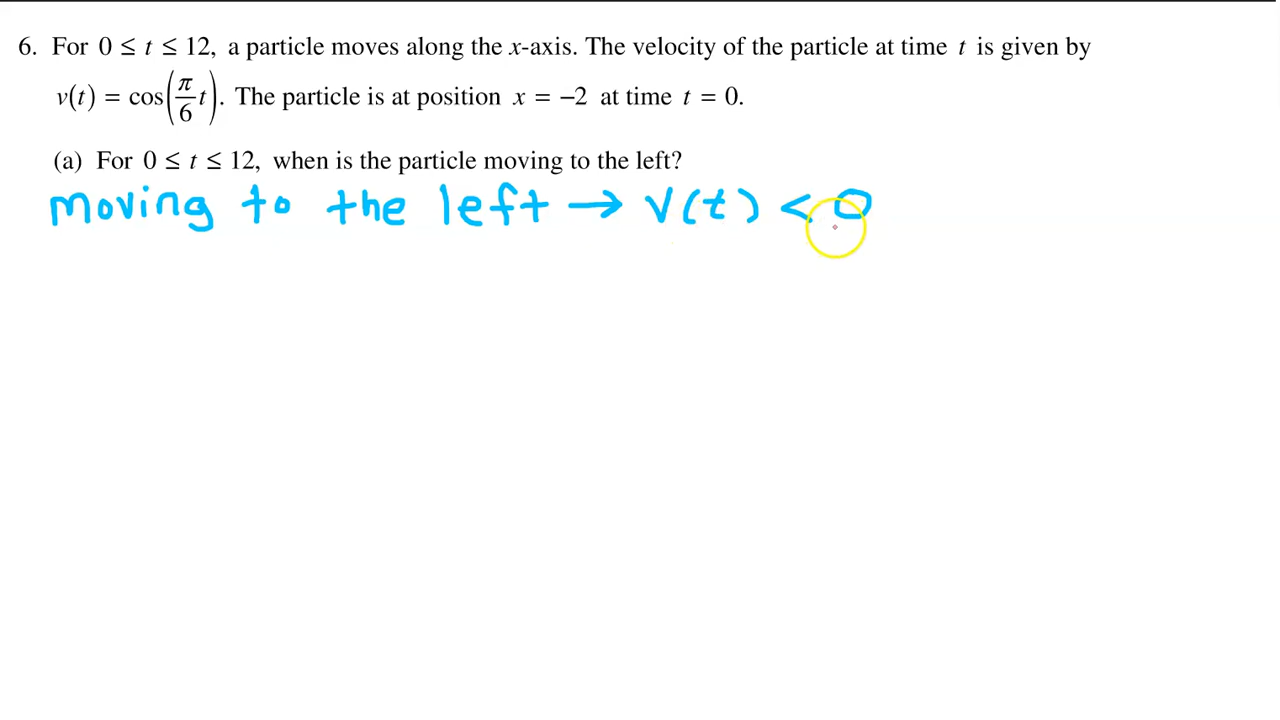 6. For 0 ≤ t ≤ 12, a particle moves along the x-axis. The velocity of the particle at time t is given by
v(t) = cos(π/6 t). The particle is at position x = −2 at time t = 0.
(a) For 0 ≤ t ≤ 12, when is the particle moving to the left?
moving to the left → v(t) < 0